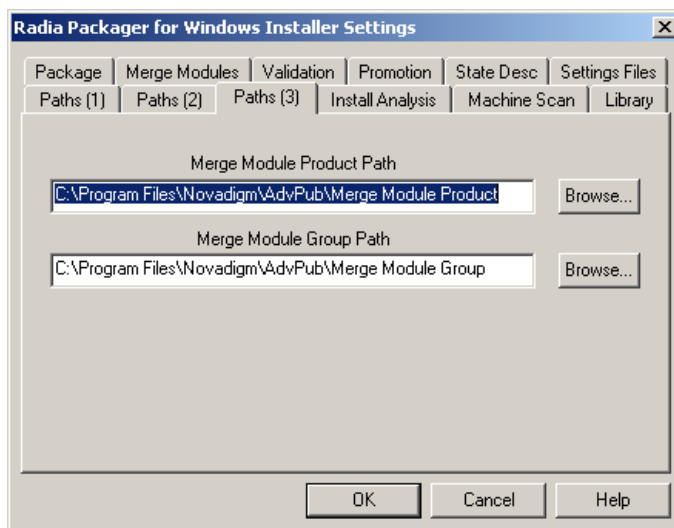 Radia Packager for Windows Installer Settings
Package Merge Modules Validation Promotion State Desc Settings Files
Paths (1) Paths (2) Paths (3) Install Analysis Machine Scan Library
Merge Module Product Path
C:\Program Files\Novadigm\AdvPub\Merge Module Product Browse...
Merge Module Group Path
C:\Program Files\Novadigm\AdvPub\Merge Module Group Browse...
OK Cancel Help